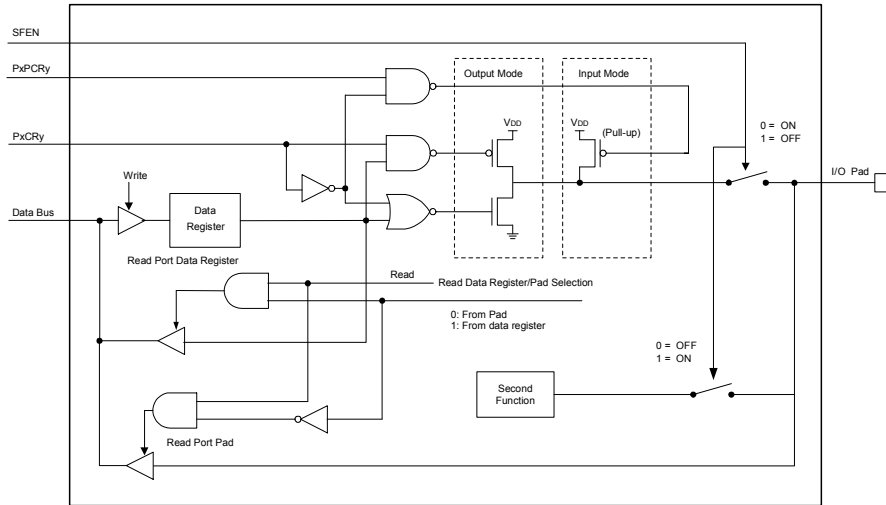 SFEN
PxPCRy
Output Mode
Input Mode
VDD
VDD
(Pull-up)
0 = ON
1 = OFF
PxCRy
I/O Pad
Write
Data Bus
Data
Register
Read Port Data Register
Read
Read Data Register/Pad Selection
0: From Pad
1: From data register
0 = OFF
1 = ON
Second
Function
Read Port Pad